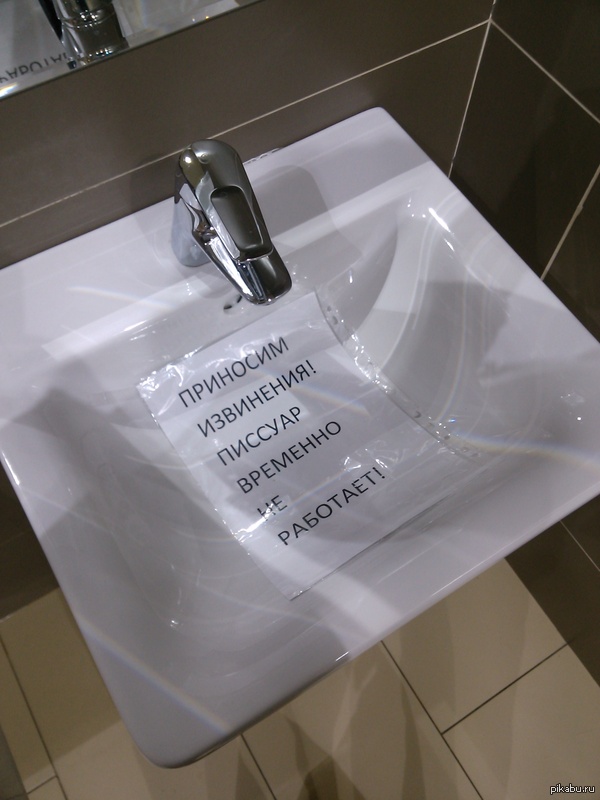 ПРИНОСИМ
ИЗВИНЕНИЯ!
ПИССУАР
ВРЕМЕННО
НЕ
РАБОТАЕТ!
pikabu.ru